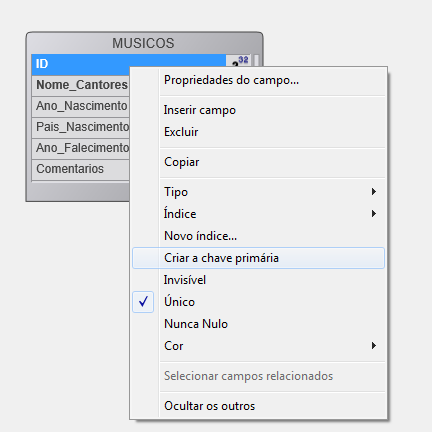 MUSICOS
ID
32
Nome_Cantores
Ano_Nascimento
Pais_Nascimento
Ano_Falecimento
Comentarios
Propriedades do campo...
Inserir campo
Excluir
Copiar
Tipo
Índice
Novo índice...
Criar a chave primária
Invisível
Único
Nunca Nulo
Cor
Selecionar campos relacionados
Ocultar os outros